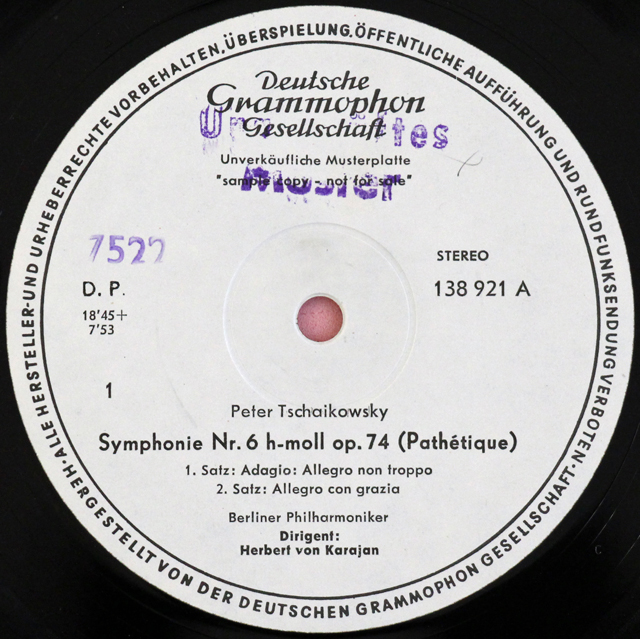 ALLE HERSTELLER-UND URHEBERRECHTE VORBEHALTEN, ÜBERSPIELUNG, ÖFFENTLICHE AUFFÜHRUNG UND RUNDFUNKSENDUNG VERBOTEN·
HERGESTELLT VON DER DEUTSCHEN GRAMMOPHON GESELLSCHAFT·
Deutsche
Grammophon
Gesellschaft
Unverkäufliche Musterplatte
"sample copy - not for sale"
Muster
7522
STEREO
D. P.
138 921 A
18'45+
7'53
1
Peter Tschaikowsky
Symphonie Nr. 6 h-moll op. 74 (Pathétique)
1. Satz: Adagio: Allegro non troppo
2. Satz: Allegro con grazia
Berliner Philharmoniker
Dirigent:
Herbert von Karajan